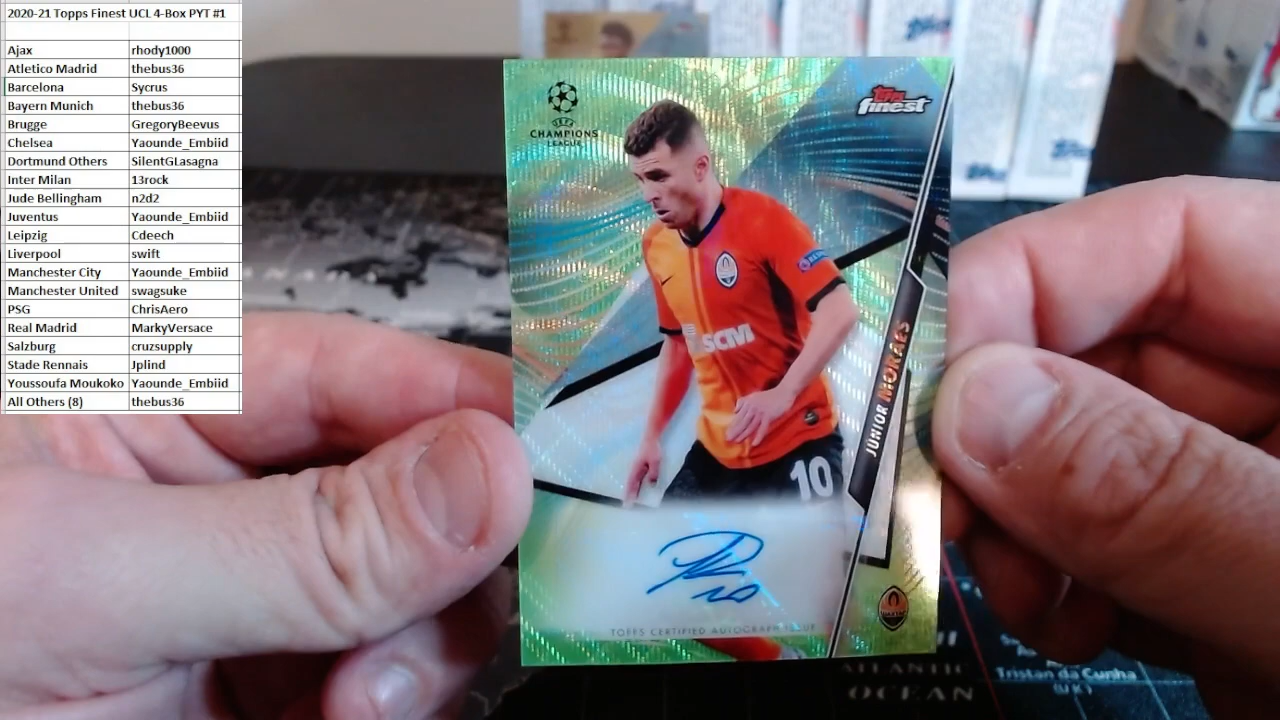 2020-21 Topps Finest UCL 4-Box PYT #1
Ajax rhody1000
Atletico Madrid thebus36
Barcelona Sycrus
Bayern Munich thebus36
Brugge GregoryBeevus
Chelsea Yaounde_Embiid
Dortmund Others SilentGLasagna
Inter Milan 13rock
Jude Bellingham n2d2
Juventus Yaounde_Embiid
Leipzig Cdeech
Liverpool swift
Manchester City Yaounde_Embiid
Manchester United swagsuke
PSG ChrisAero
Real Madrid MarkyVersace
Salzburg cruzsupply
Stade Rennais Jplind
Youssoufa Moukoko Yaounde_Embiid
All Others (8) thebus36
UEFA
CHAMPIONS
LEAGUE
Topps
finest
SCM
10
JUNIOR MORAES
TOPPS CERTIFIED AUTOGRAPH ISSUE
ATLANTIC
OCEAN
Tristan da Cunha
(UK)